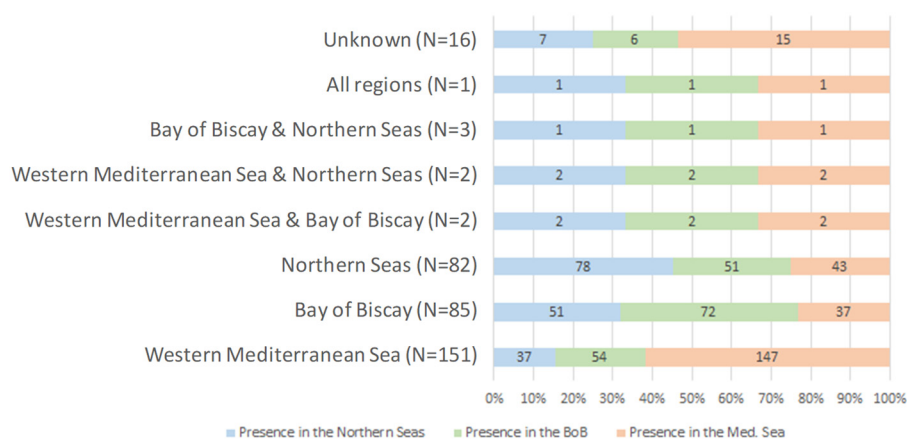 Unknown (N=16) 7 6 15
All regions (N=1) 1 1 1
Bay of Biscay & Northern Seas (N=3) 1 1 1
Western Mediterranean Sea & Northern Seas (N=2) 2 2 2
Western Mediterranean Sea & Bay of Biscay (N=2) 2 2 2
Northern Seas (N=82) 78 51 43
Bay of Biscay (N=85) 51 72 37
Western Mediterranean Sea (N=151) 37 54 147
0% 10% 20% 30% 40% 50% 60% 70% 80% 90% 100%
Presence in the Northern Seas Presence in the BoB Presence in the Med. Sea